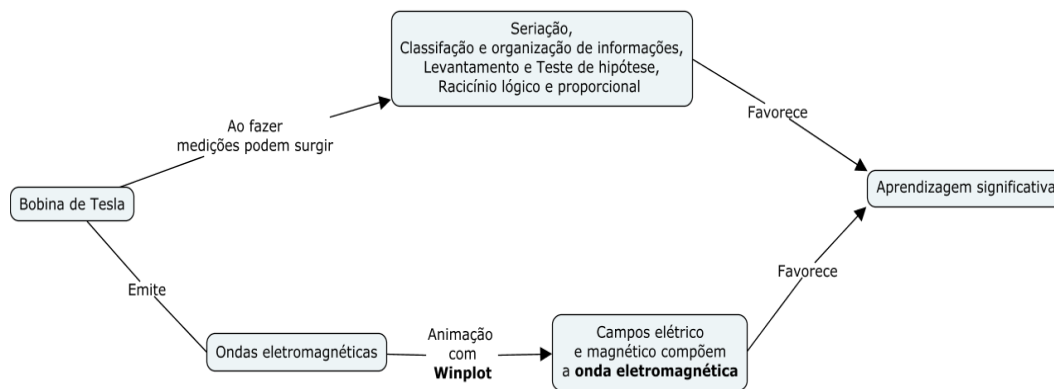 Seriação,
Classifação e organização de informações,
Levantamento e Teste de hipótese,
Racicínio lógico e proporcional
Ao fazer
medições podem surgir
Favorece
Bobina de Tesla
Aprendizagem significativa
Emite
Favorece
Ondas eletromagnéticas
Animação
com
Winplot
Campos elétrico
e magnético compõem
a onda eletromagnética